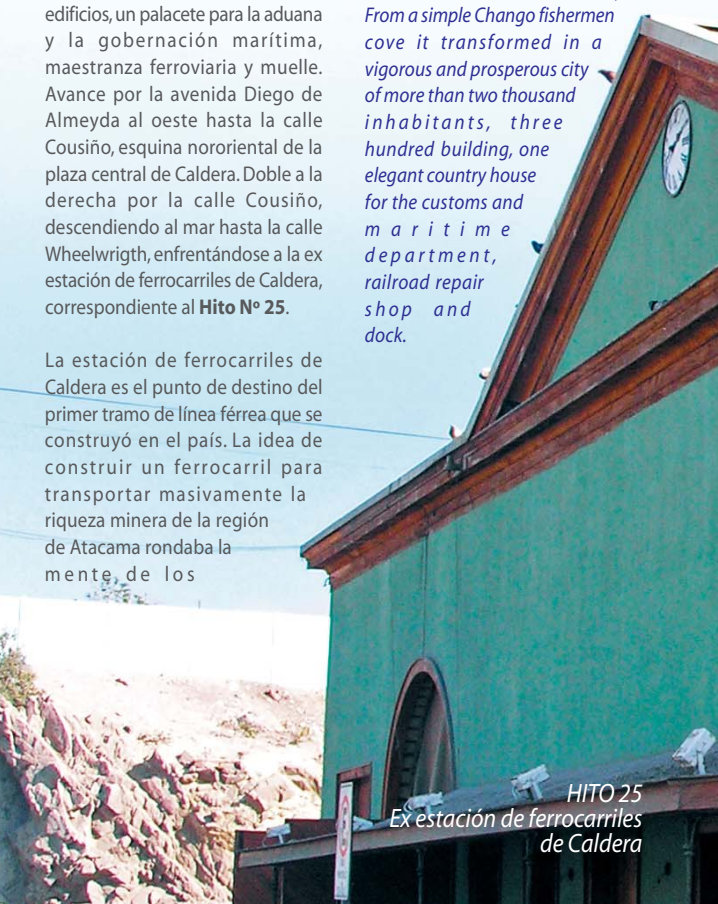 edificios, un palacete para la aduana
y la gobernación marítima,
maestranza ferroviaria y muelle.
Avance por la avenida Diego de
Almeyda al oeste hasta la calle
Cousiño, esquina nororiental de la
plaza central de Caldera. Doble a la
derecha por la calle Cousiño,
descendiendo al mar hasta la calle
Wheelwrigth, enfrentándose a la ex
estación de ferrocarriles de Caldera,
correspondiente al Hito Nº 25.
La estación de ferrocarriles de
Caldera es el punto de destino del
primer tramo de línea férrea que se
construyó en el país. La idea de
construir un ferrocarril para
transportar masivamente la
riqueza minera de la región
de Atacama rondaba la
mente de los
From a simple Chango fishermen
cove it transformed in a
vigorous and prosperous city
of more than two thousand
inhabitants, three
hundred building, one
elegant country house
for the customs and
maritime
department,
railroad repair
shop and
dock.
HITO 25
Ex estación de ferrocarriles
de Caldera